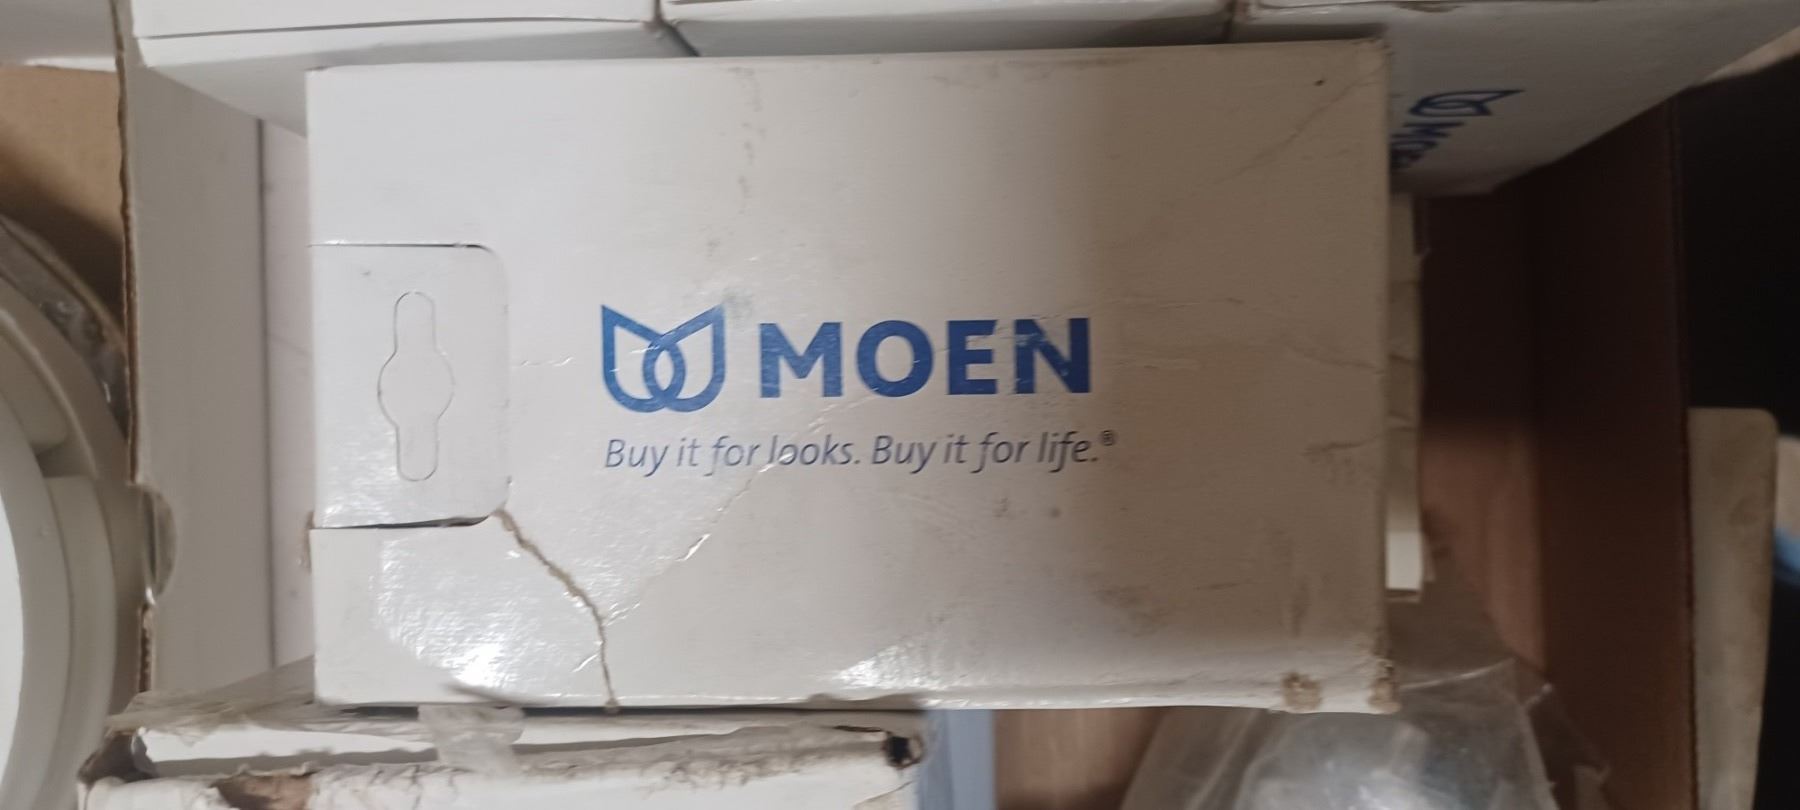 MOEN
Buy it for looks. Buy it for life.®